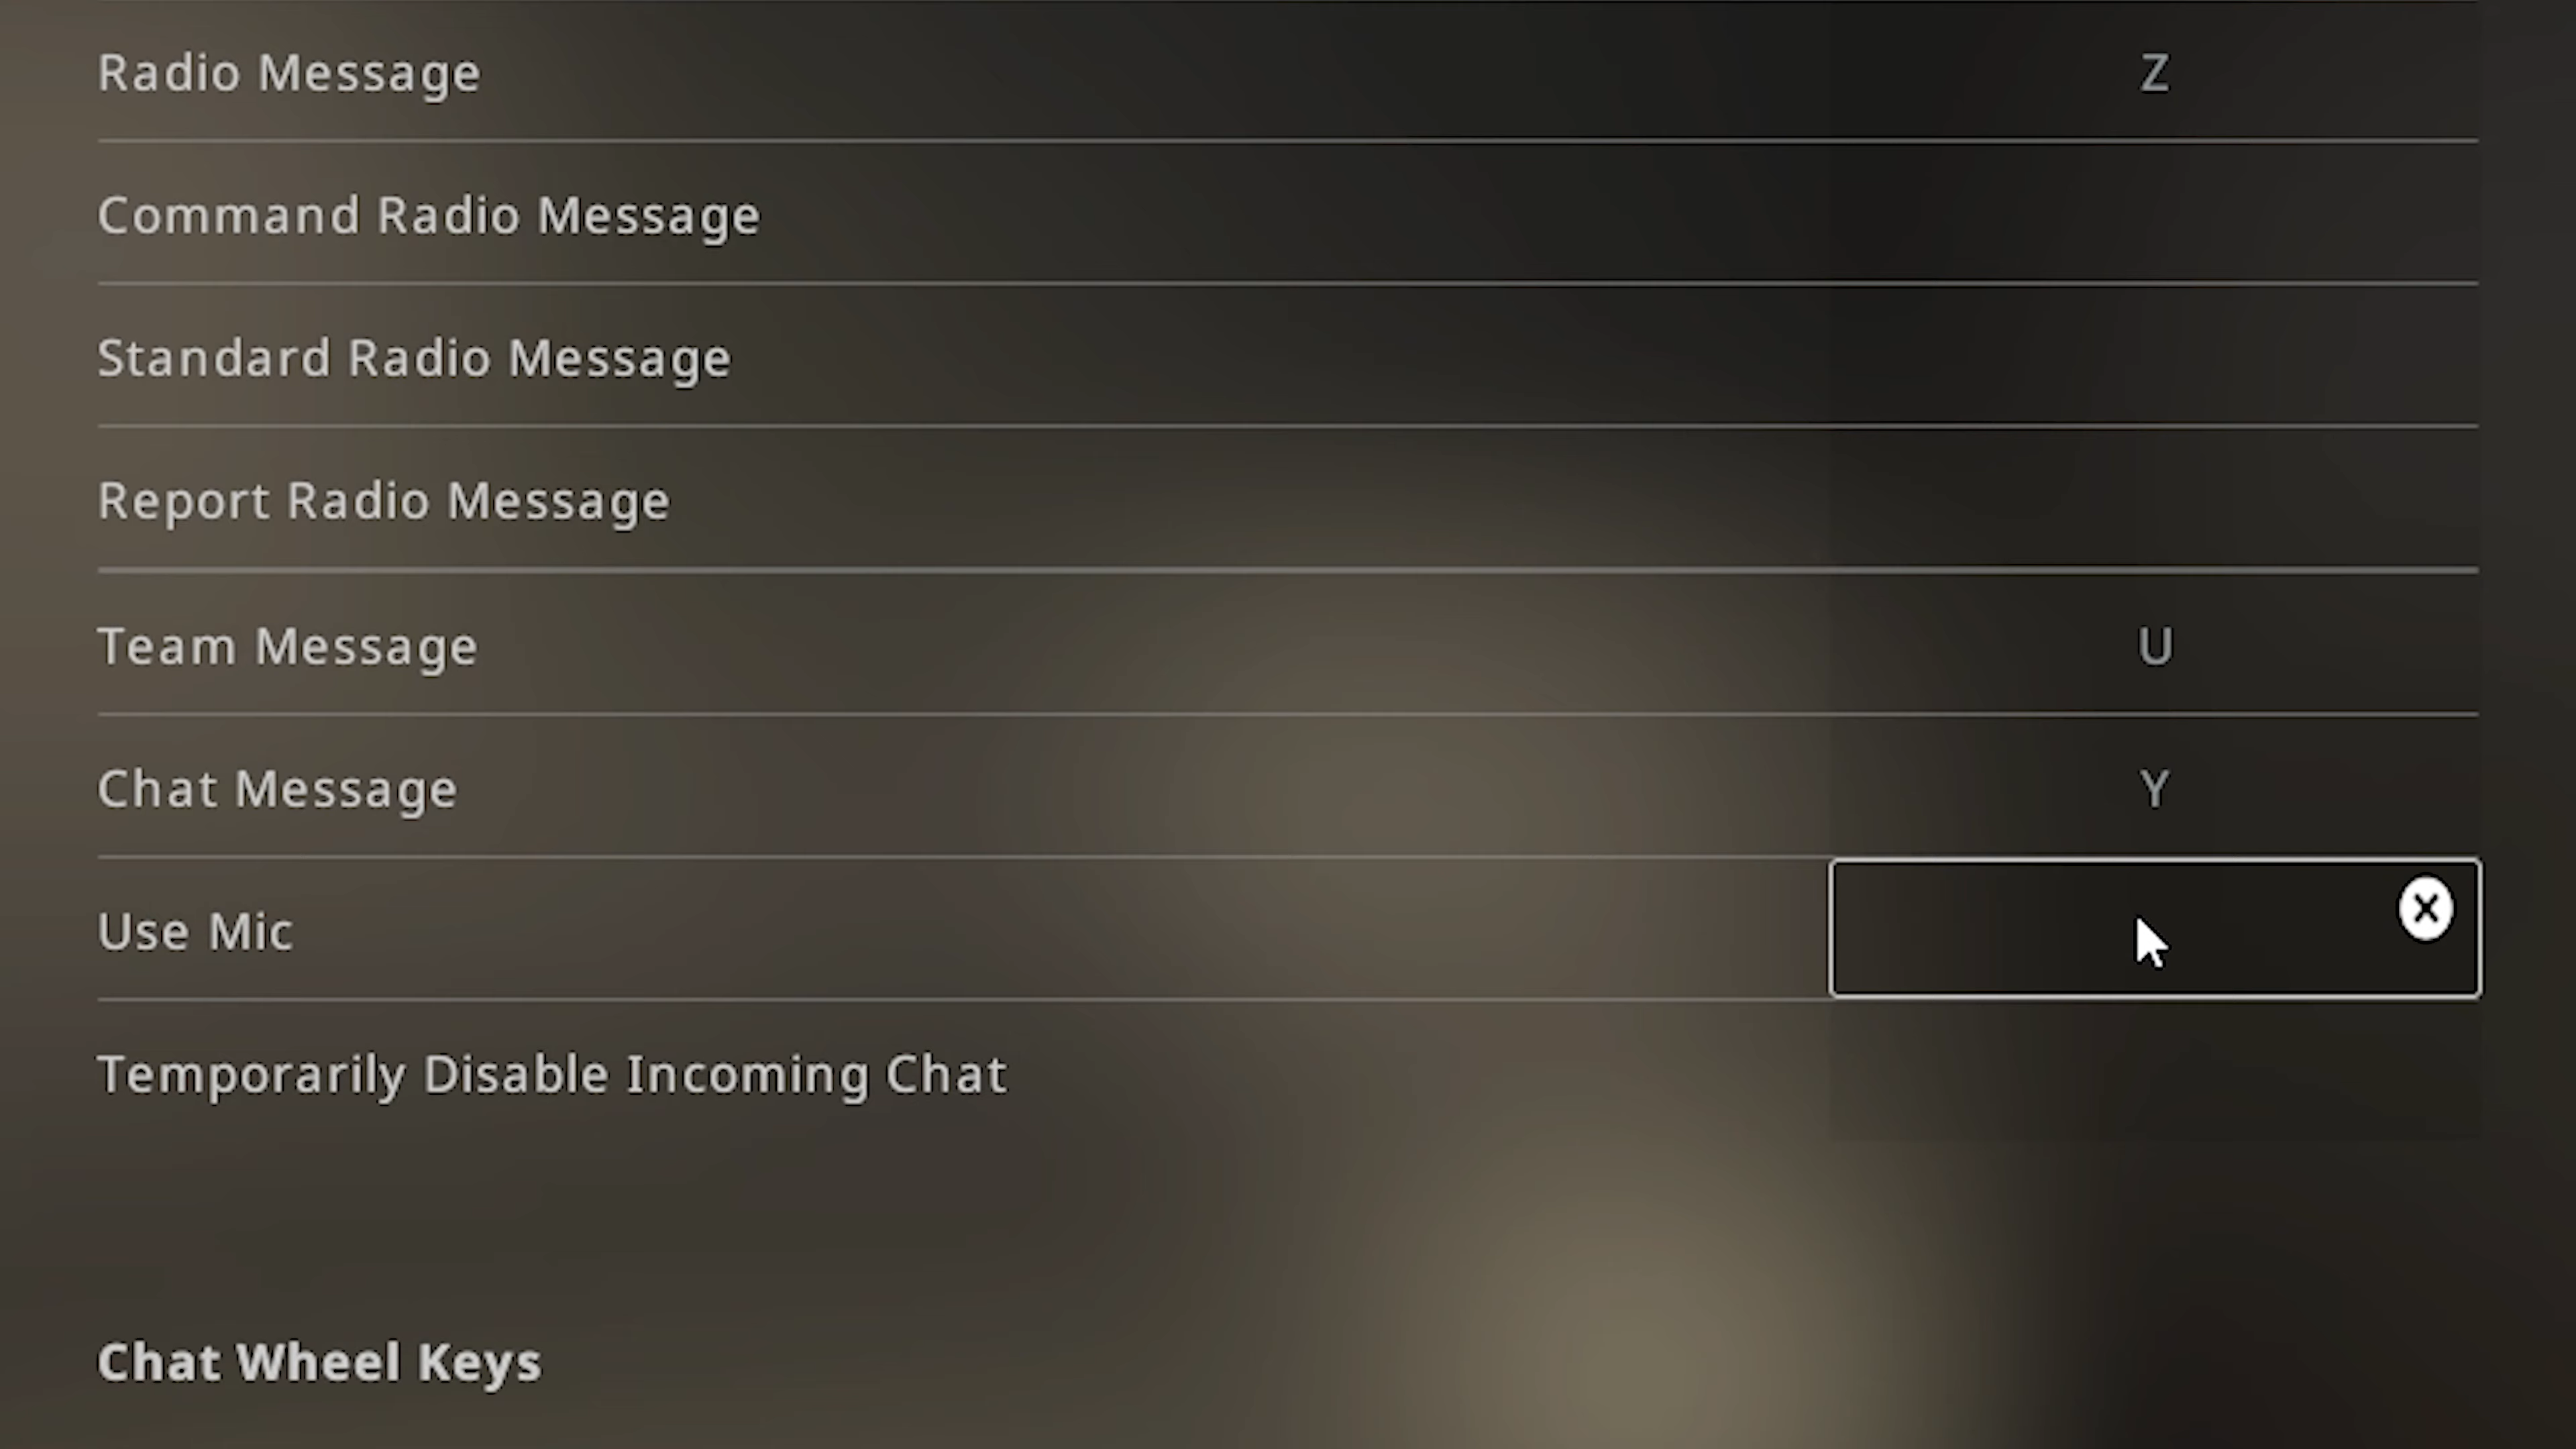 Radio Message Z
Command Radio Message
Standard Radio Message
Report Radio Message
Team Message U
Chat Message Y
Use Mic
Temporarily Disable Incoming Chat
Chat Wheel Keys